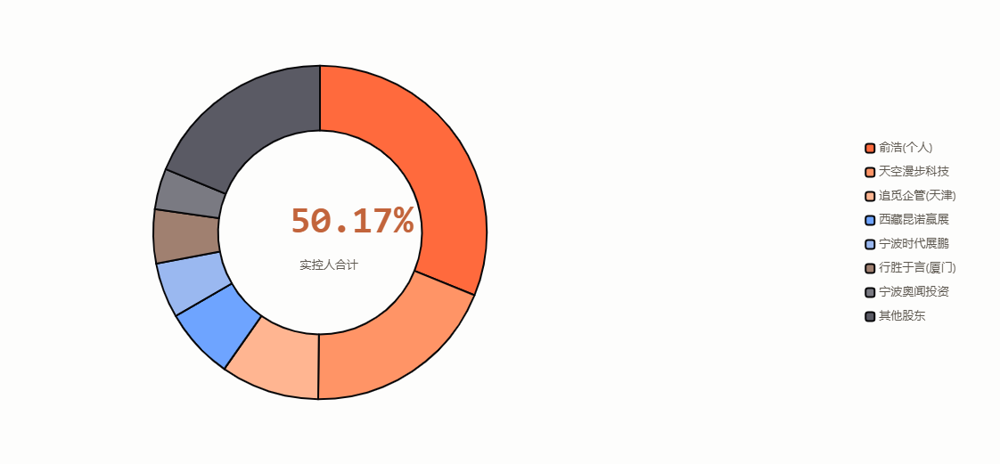 50.17%
实控人合计
俞浩(个人)
天空漫步科技
追觅企管(天津)
西藏昆诺赢展
宁波时代展鹏
行胜于言(厦门)
宁波奥闻投资
其他股东